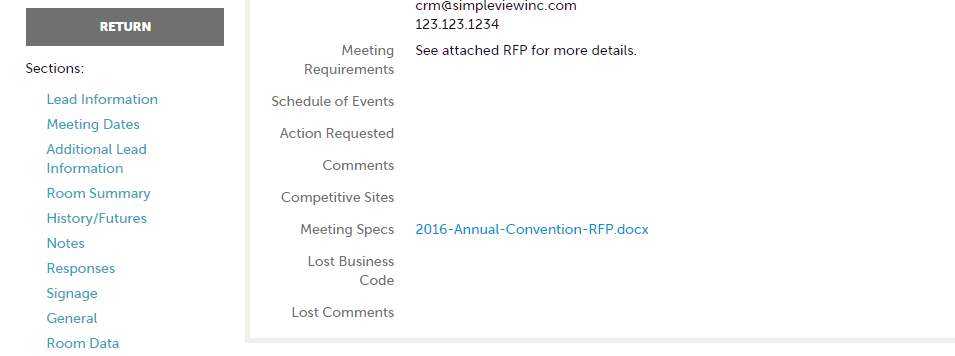 RETURN
Sections:
Lead Information
Meeting Dates
Additional Lead
Information
Room Summary
History/Futures
Notes
Responses
Signage
General
Room Data
crm@simpleviewinc.com
123.123.1234
Meeting
Requirements
See attached RFP for more details.
Schedule of Events
Action Requested
Comments
Competitive Sites
Meeting Specs
2016-Annual-Convention-RFP.docx
Lost Business
Code
Lost Comments